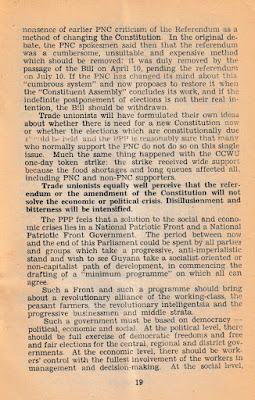 nonsense of earlier PNC criticism of the Referendum as a
method of changing the Constitution. In the original de-
bate, the PNC spokesmen said then that the referendum
was a cumbersome, unsuitable and expensive method
which should be removed: it was duly removed by the
passage of the Bill on April 10, pending the referendum
on July 10. If the PNC has changed its mind about this
"cumbrous system" and now proposes to restore it when
the "Constituent Assembly" concludes its work, and if the
indefinite postponement of elections is not their real in-
tention, the Bill should be withdrawn.
Trade unionists will have formulated their own ideas
about whether there is need for a new Constitution now
or whether the elections which are constitutionally due
should be held and the PPP is reasonably sure that many
who normally support the PNC do not do so on this single
issue. Much the same thing happened with the CCWU
one-day token strike: the strike received wide support
because the food shortages and long queues affected all,
including PNC and non-PNC supporters.
Trade unionists equally well perceive that the refer-
endum or the amendment of the Constitution will not
solve the economic or political crisis. Disillusionment and
bitterness will be intensified.
The PPP feels that a solution to the social and econo-
mic crises lies in a National Patriotic Front and a National
Patriotic Front Government. The period between now
and the end of this Parliament could be spent by all parties
and groups which take a progressive, anti-imperialistic
stand and wish to see Guyana take a socialist-oriented or
non-capitalist path of development, in commencing the
drafting of a "minimum programme" on which all can
agree.
Such a Front and such a programme should bring
about a revolutionary alliance of the working-class, the
peasant farmers, the revolutionary intelligentsia and the
progressive businessmen and middle strata.
Such a government must be based on democracy —
political, economic and social. At the political level, there
should be full exercise of democratic freedoms and free
and fair elections for the central, regional and district gov-
ernments. At the economic level, there should be work-
ers' control with the fullest involvement of the workers in
management and decision-making. At the social level,
19